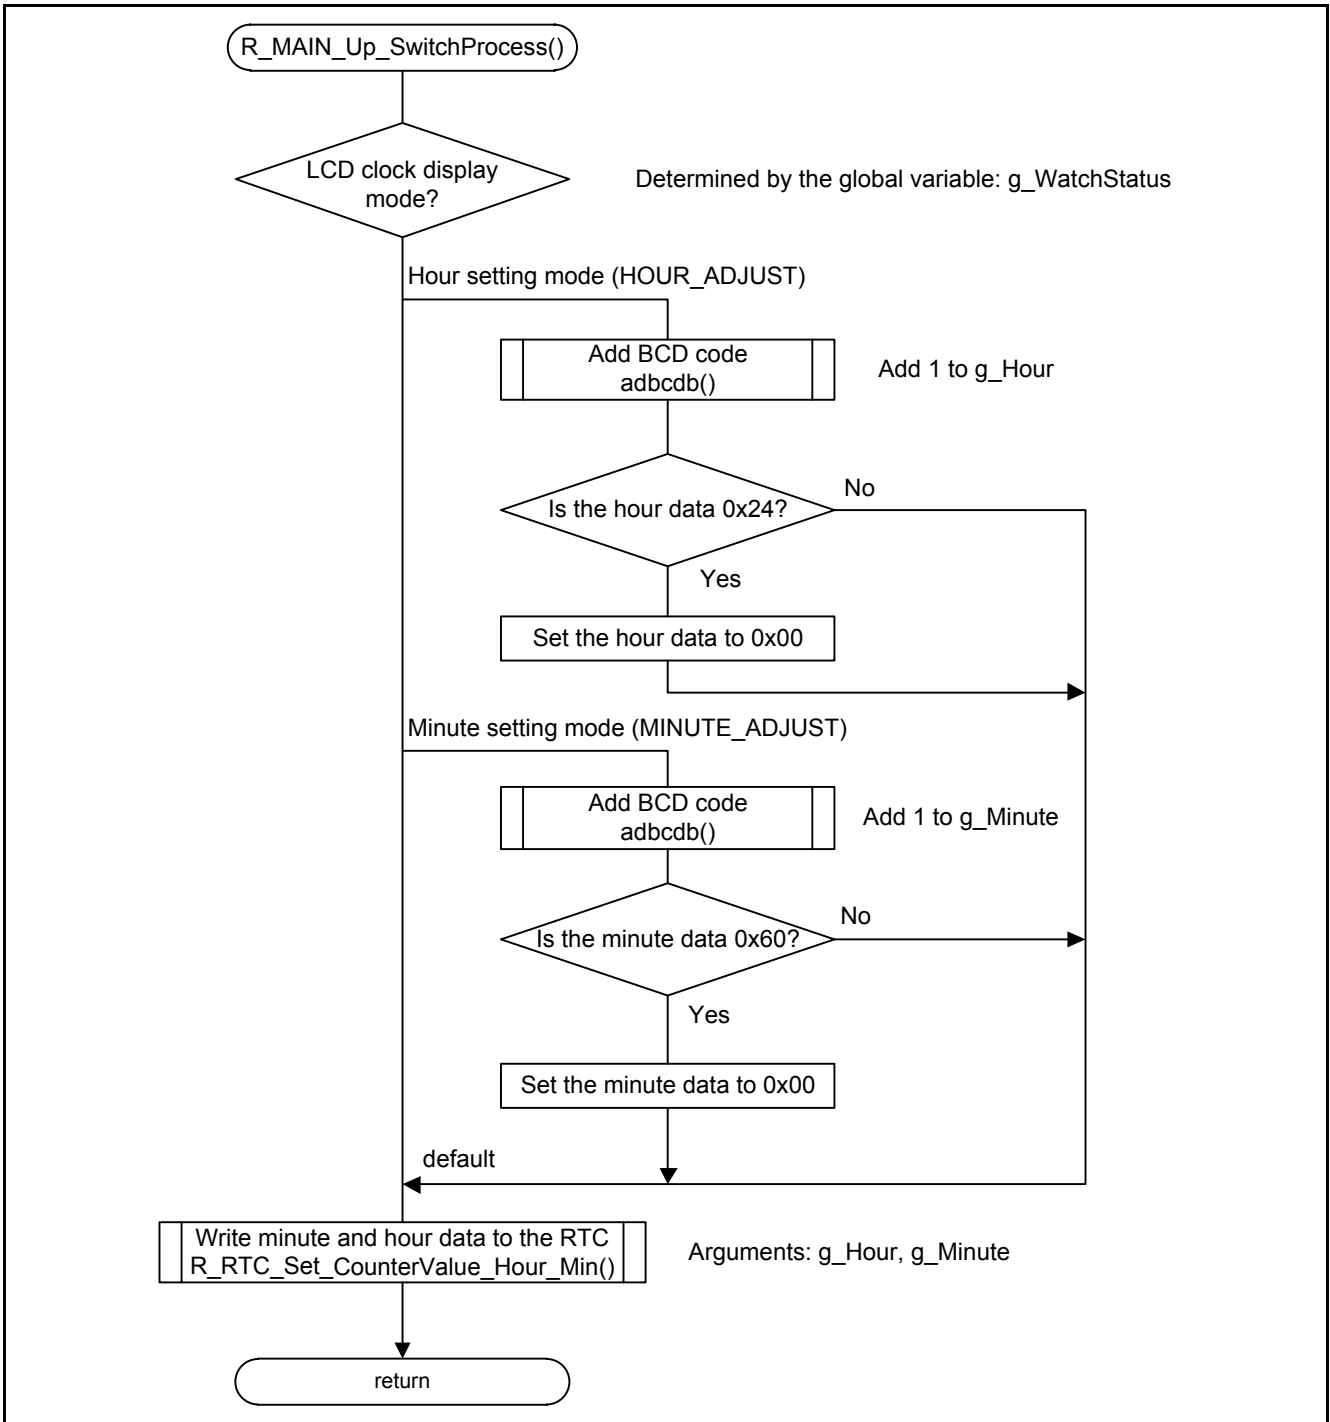 R_MAIN_Up_SwitchProcess()
LCD clock display
mode?
Determined by the global variable: g_WatchStatus
Hour setting mode (HOUR_ADJUST)
Add BCD code
adbcdb()
Add 1 to g_Hour
Is the hour data 0x24?
No
Yes
Set the hour data to 0x00
Minute setting mode (MINUTE_ADJUST)
Add BCD code
adbcdb()
Add 1 to g_Minute
Is the minute data 0x60?
No
Yes
Set the minute data to 0x00
default
Write minute and hour data to the RTC
R_RTC_Set_CounterValue_Hour_Min()
Arguments: g_Hour, g_Minute
return